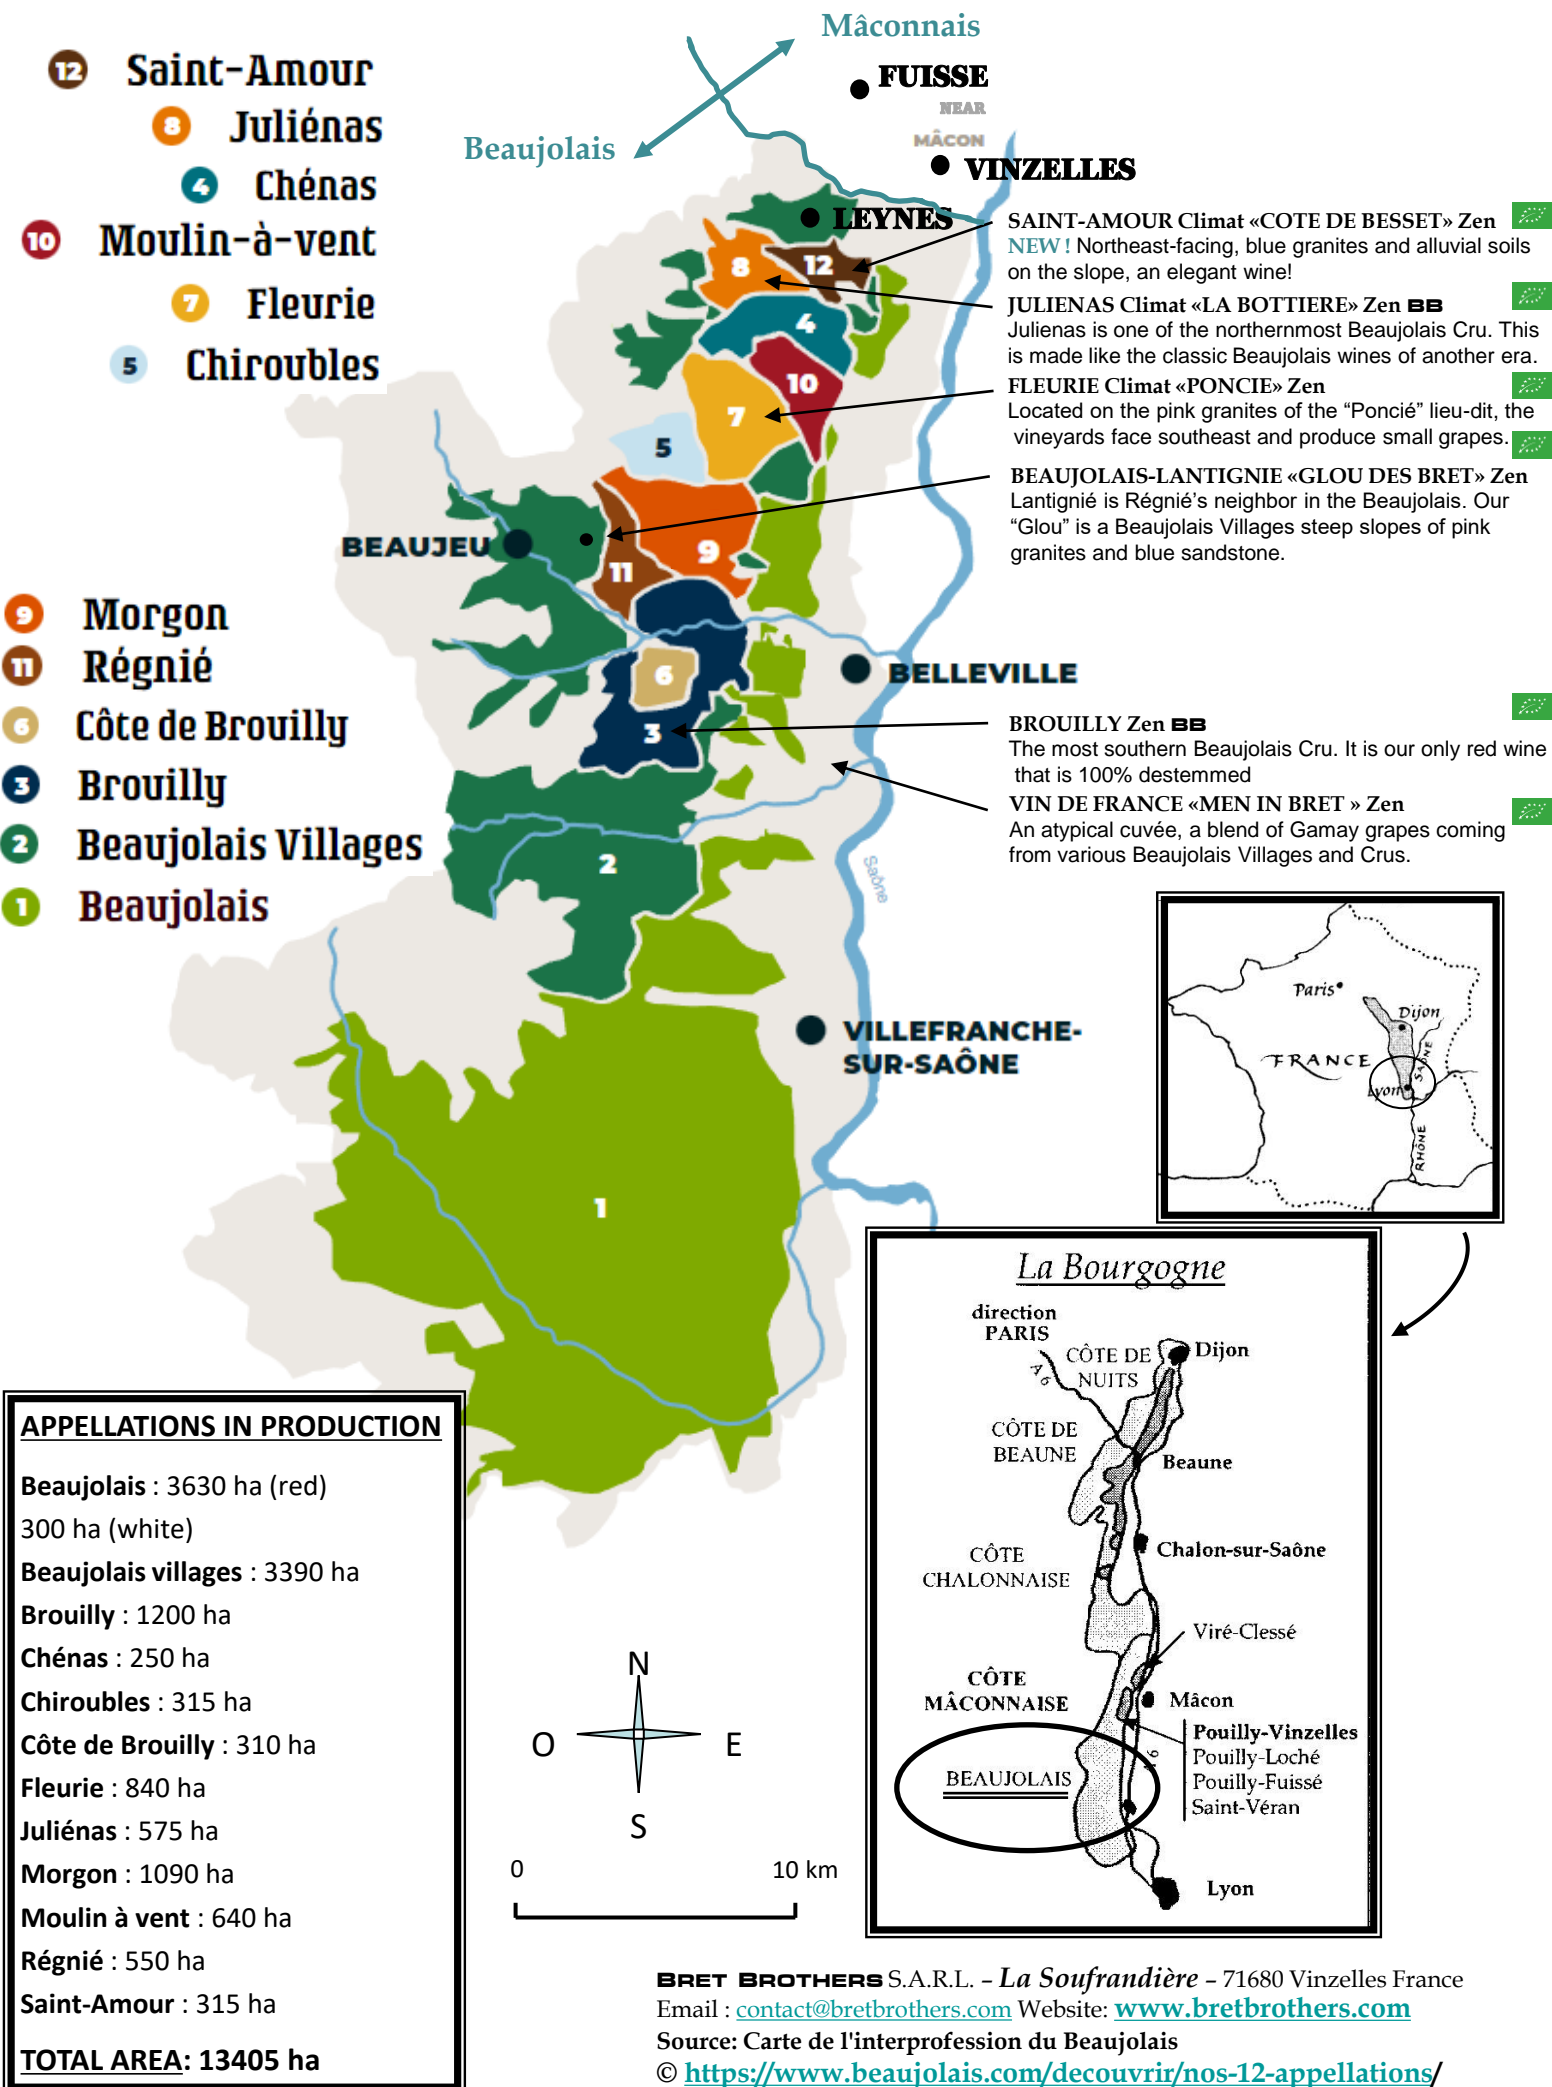 Mâconnais
Beaujolais
FUISSE
NEAR
MÂCON
VINZELLES
LEYNES
12 Saint-Amour
8 Juliénas
4 Chénas
10 Moulin-à-vent
7 Fleurie
5 Chiroubles
9 Morgon
11 Régnié
6 Côte de Brouilly
3 Brouilly
2 Beaujolais Villages
1 Beaujolais
8
12
4
10
7
5
9
11
6
3
2
1
BEAUJEU
BELLEVILLE
VILLEFRANCHE-
SUR-SAÔNE
Saône
SAINT-AMOUR Climat «COTE DE BESSET» Zen
NEW ! Northeast-facing, blue granites and alluvial soils
on the slope, an elegant wine!
JULIENAS Climat «LA BOTTIERE» Zen BB
Julienas is one of the northernmost Beaujolais Cru. This
is made like the classic Beaujolais wines of another era.
FLEURIE Climat «PONCIE» Zen
Located on the pink granites of the “Poncié” lieu-dit, the
vineyards face southeast and produce small grapes.
BEAUJOLAIS-LANTIGNIE «GLOU DES BRET» Zen
Lantignié is Régnié’s neighbor in the Beaujolais. Our
“Glou” is a Beaujolais Villages steep slopes of pink
granites and blue sandstone.
BROUILLY Zen BB
The most southern Beaujolais Cru. It is our only red wine
that is 100% destemmed
VIN DE FRANCE «MEN IN BRET » Zen
An atypical cuvée, a blend of Gamay grapes coming
from various Beaujolais Villages and Crus.
Paris
Dijon
FRANCE
SAÔNE
Lyon
RHÔNE
La Bourgogne
direction
PARIS
A 6
CÔTE DE
NUITS
Dijon
CÔTE DE
BEAUNE
Beaune
CÔTE
CHALONNAISE
Chalon-sur-Saône
Viré-Clessé
CÔTE
MÂCONNAISE
Mâcon
Pouilly-Vinzelles
Pouilly-Loché
Pouilly-Fuissé
Saint-Véran
A 6
BEAUJOLAIS
Lyon
APPELLATIONS IN PRODUCTION
Beaujolais : 3630 ha (red)
300 ha (white)
Beaujolais villages : 3390 ha
Brouilly : 1200 ha
Chénas : 250 ha
Chiroubles : 315 ha
Côte de Brouilly : 310 ha
Fleurie : 840 ha
Juliénas : 575 ha
Morgon : 1090 ha
Moulin à vent : 640 ha
Régnié : 550 ha
Saint-Amour : 315 ha
TOTAL AREA: 13405 ha
N
O E
S
0 10 km
BRET BROTHERS S.A.R.L. – La Soufrandière – 71680 Vinzelles France
Email : contact@bretbrothers.com Website: www.bretbrothers.com
Source: Carte de l'interprofession du Beaujolais
© https://www.beaujolais.com/decouvrir/nos-12-appellations/